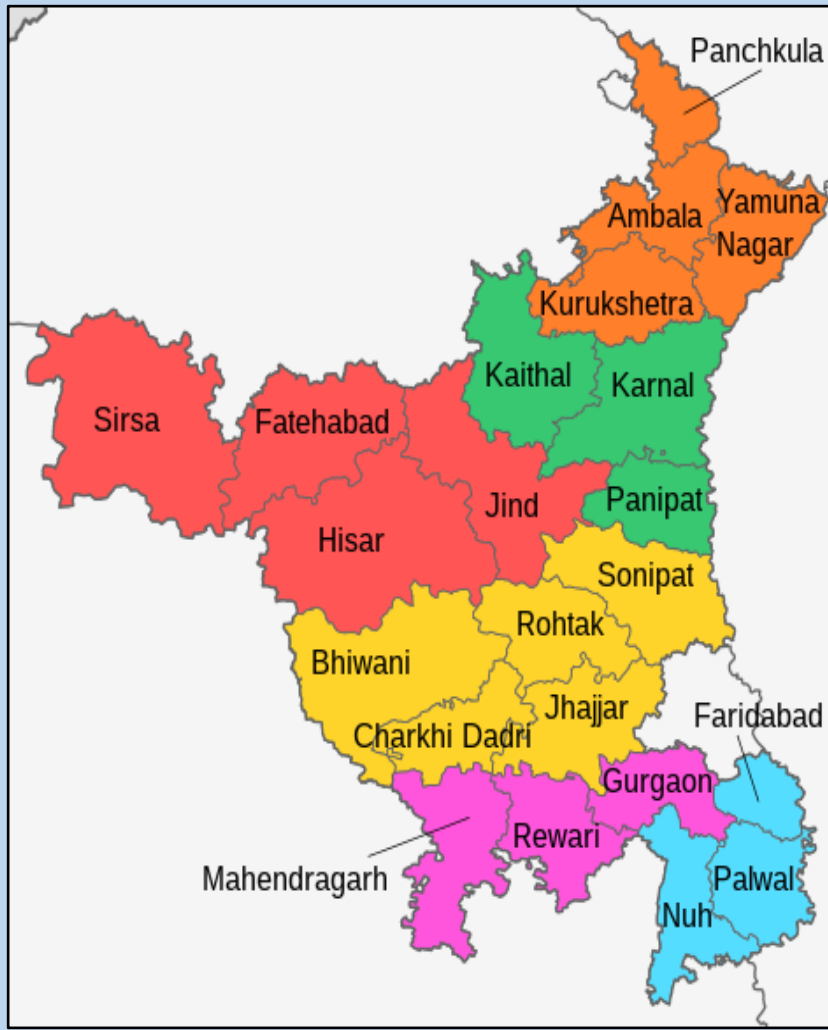 Panchkula
Ambala
Yamuna
Nagar
Kurukshetra
Kaithal
Karnal
Sirsa
Fatehabad
Jind
Panipat
Hisar
Sonipat
Rohtak
Bhiwani
Jhajjar
Faridabad
Charkhi Dadri
Gurgaon
Rewari
Mahendragarh
Palwal
Nuh